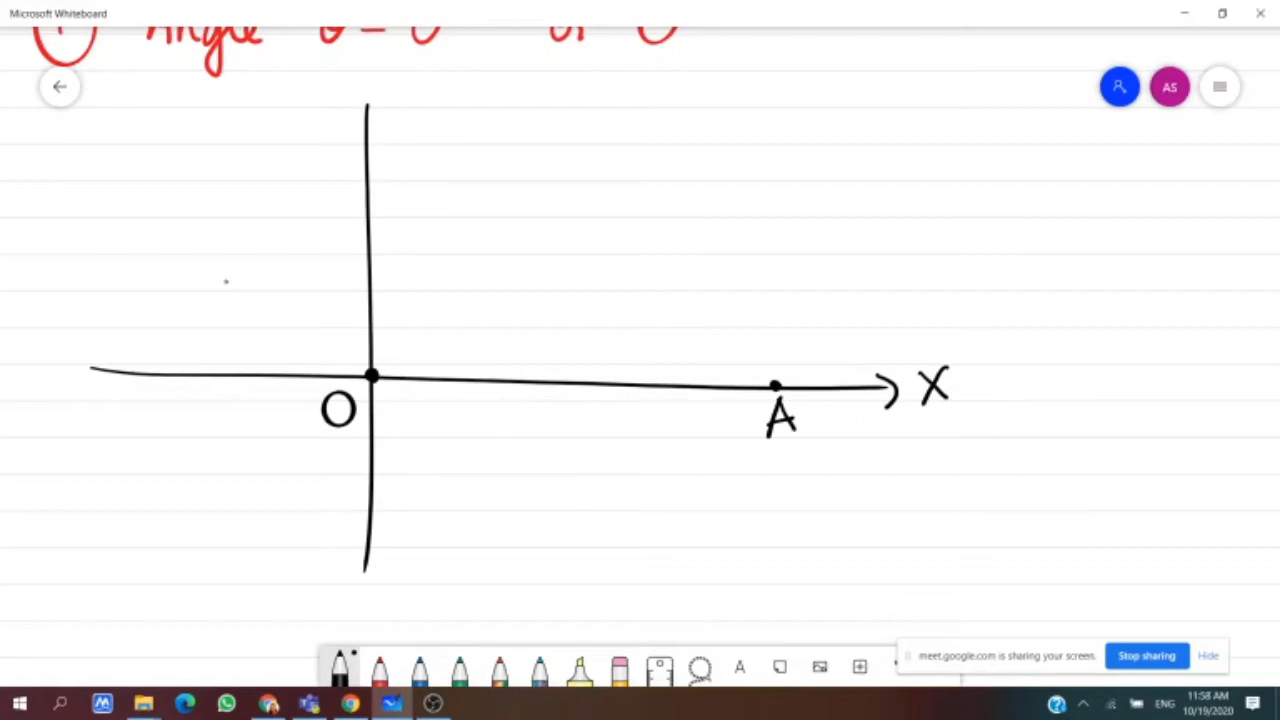 Microsoft Whiteboard
Angle θ =
AS
O
A
X
A
meet.google.com is sharing your screen.
Stop sharing
Hide
ENG
11:58 AM
10/19/2020